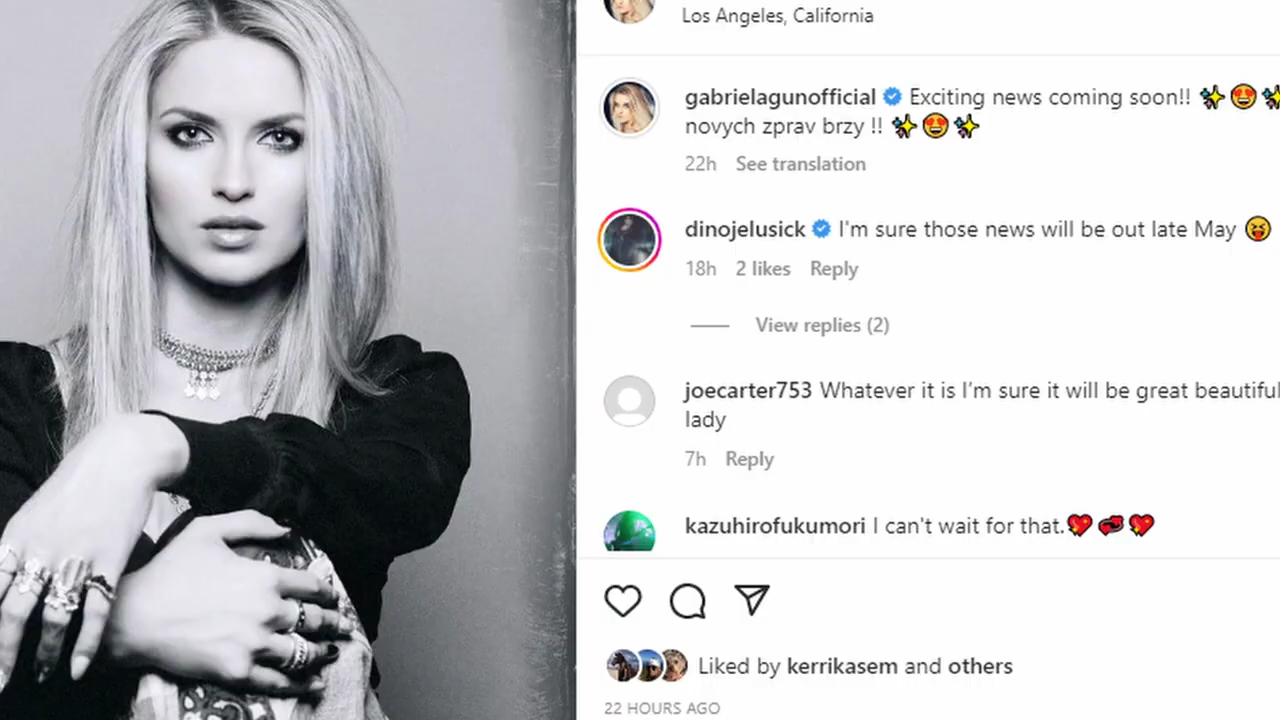 Los Angeles, California
gabrielagunofficial Exciting news coming soon!! ✨😍✨
novych zprav brzy !! ✨😍✨
22h See translation
dinojelusick I'm sure those news will be out late May 😝
18h 2 likes Reply
View replies (2)
joecarter753 Whatever it is I'm sure it will be great beautiful
lady
7h Reply
kazuhirofukumori I can't wait for that.💖💞💖
Liked by kerrikasem and others
22 HOURS AGO